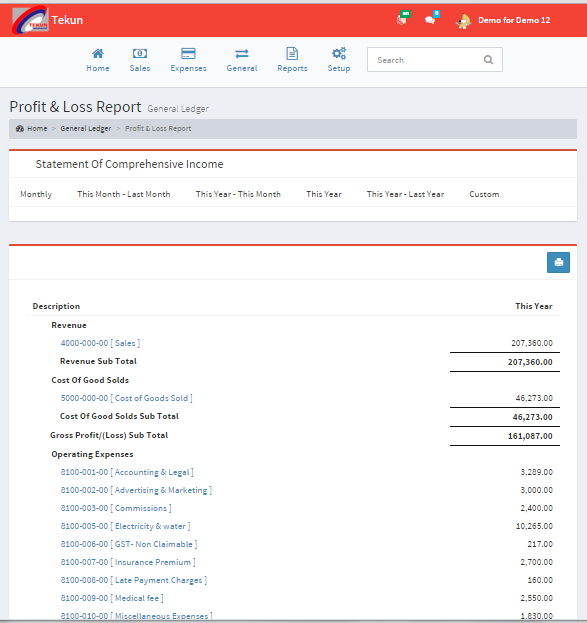 Tekun
Demo for Demo 12
Home Sales Expenses General Reports Setup Search
Profit & Loss Report General Ledger
Home > General Ledger > Profit & Loss Report
Statement Of Comprehensive Income
Monthly This Month - Last Month This Year - This Month This Year This Year - Last Year Custom
Description This Year
Revenue
4000-000-00 [ Sales ] 207,360.00
Revenue Sub Total 207,360.00
Cost Of Good Solds
5000-000-00 [ Cost of Goods Sold ] 46,273.00
Cost Of Good Solds Sub Total 46,273.00
Gross Profit/(Loss) Sub Total 161,087.00
Operating Expenses
8100-001-00 [ Accounting & Legal ] 3,289.00
8100-002-00 [ Advertising & Marketing ] 3,000.00
8100-003-00 [ Commissions ] 2,400.00
8100-005-00 [ Electricity & water ] 10,265.00
8100-006-00 [ GST- Non Claimable ] 217.00
8100-007-00 [ Insurance Premium ] 2,700.00
8100-008-00 [ Late Payment Charges ] 160.00
8100-009-00 [ Medical fee ] 2,550.00
8100-010-00 [ Miscellaneous Expenses ] 1,830.00